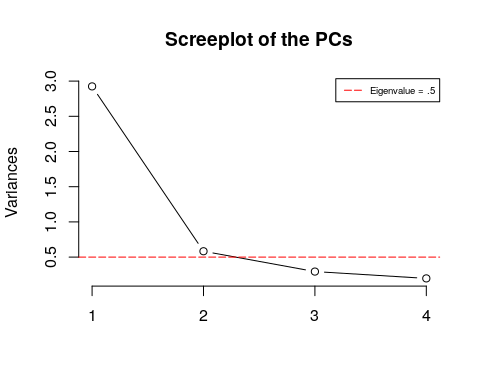 Screeplot of the PCs
Eigenvalue = .5
Variances
3.0
2.5
2.0
1.5
1.0
0.5
1 2 3 4